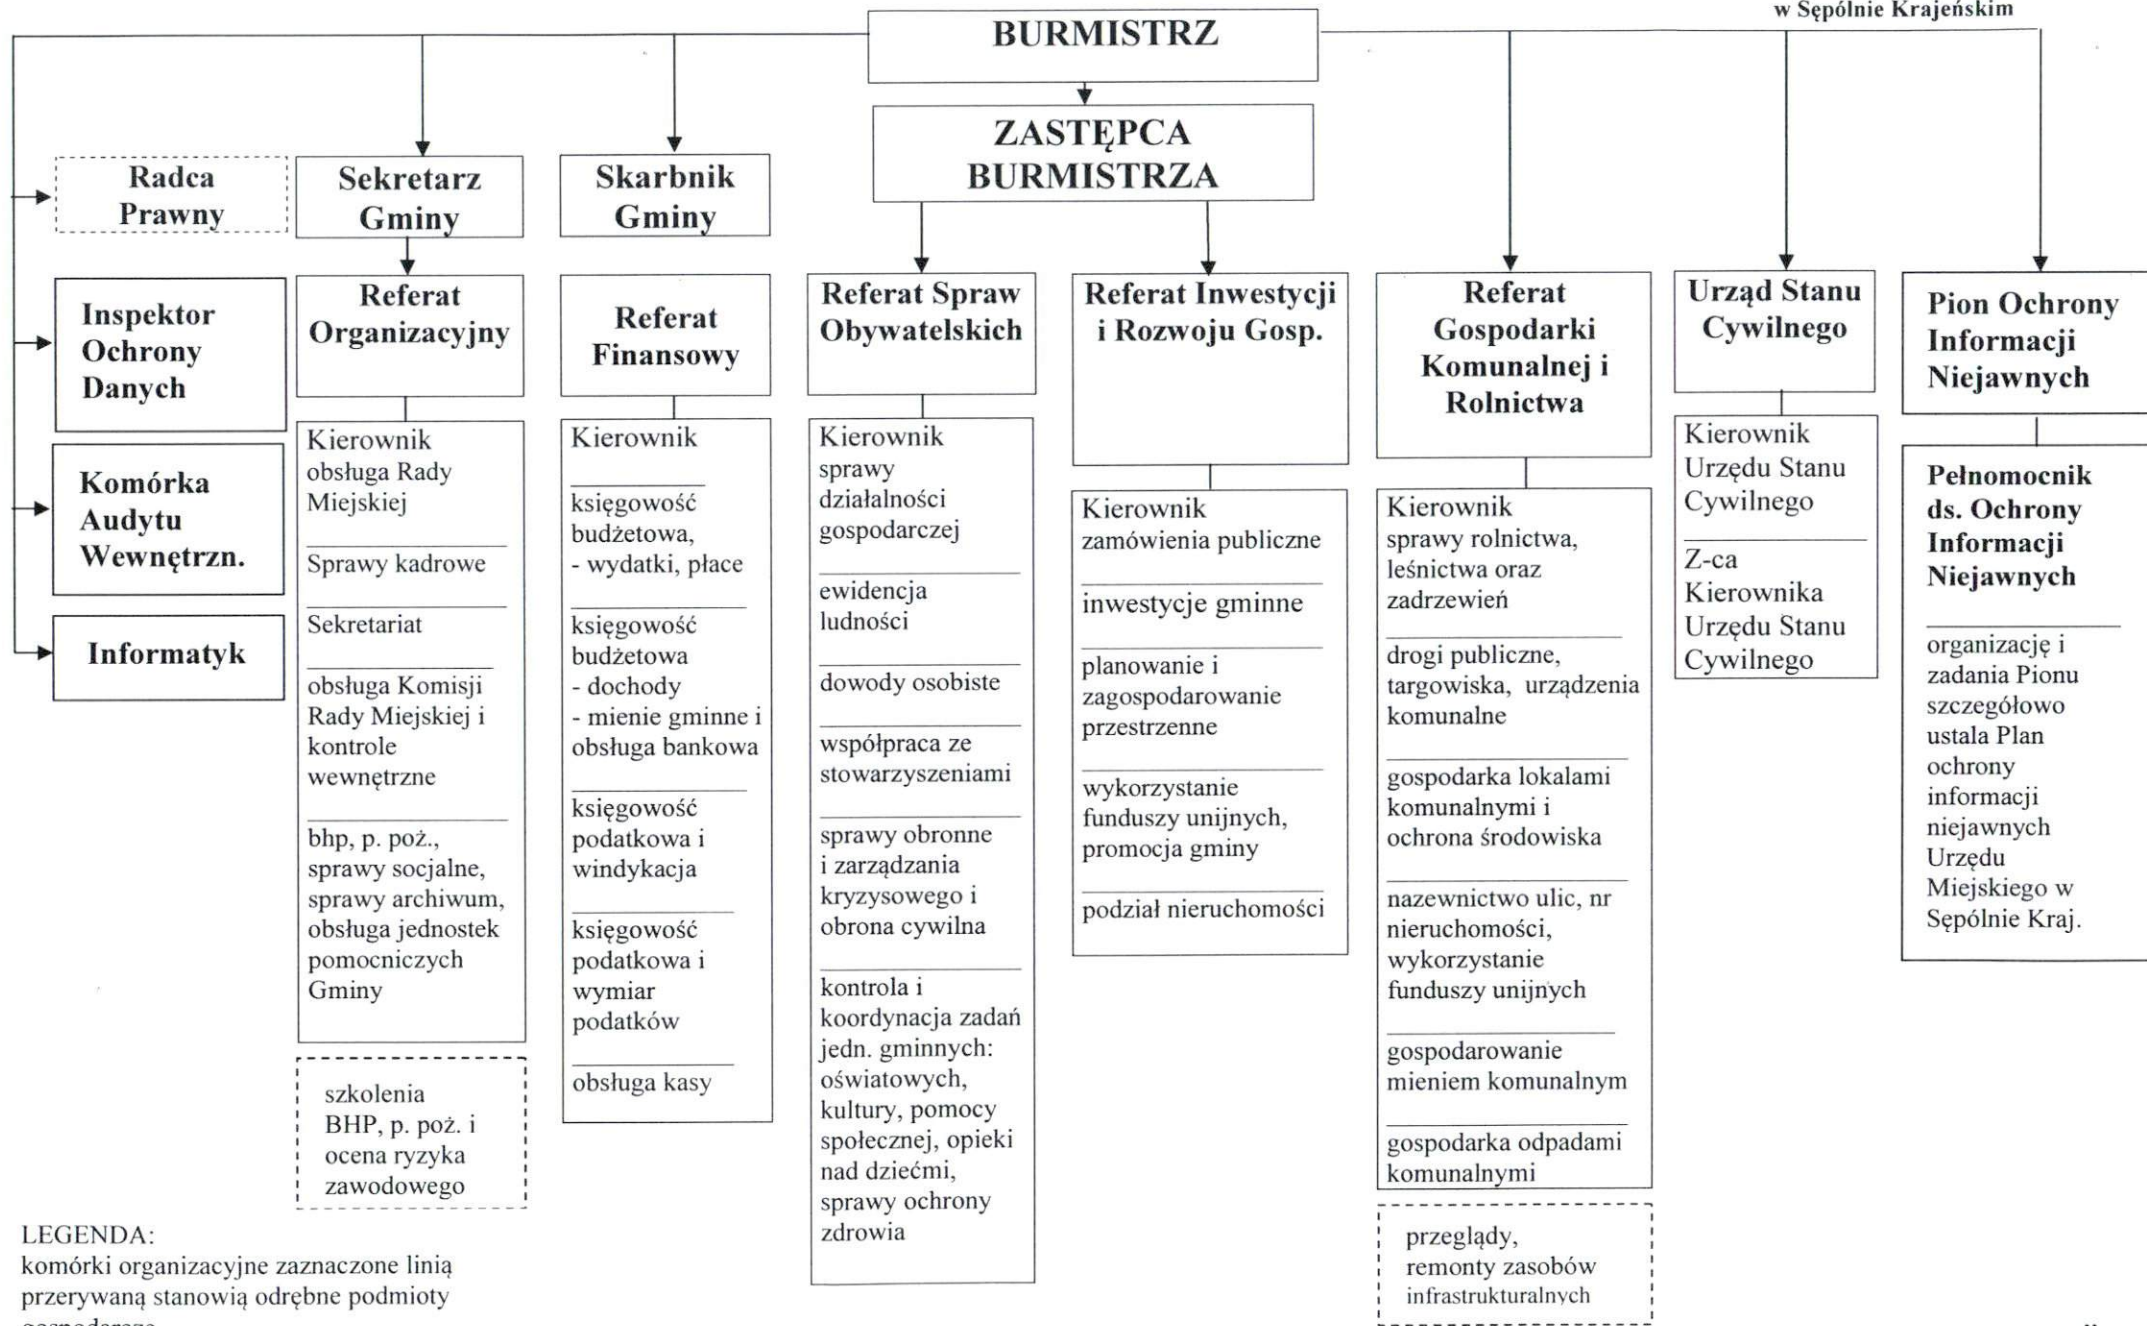 w Sępólnie Krajeńskim
BURMISTRZ
ZASTĘPCA
BURMISTRZA
Radca
Prawny
Sekretarz
Gminy
Skarbnik
Gminy
Inspektor
Ochrony
Danych
Komórka
Audytu
Wewnętrzn.
Informatyk
Referat
Organizacyjny
Kierownik
obsługa Rady
Miejskiej
Sprawy kadrowe
Sekretariat
obsługa Komisji
Rady Miejskiej i
kontrole
wewnętrzne
bhp, p. poż.,
sprawy socjalne,
sprawy archiwum,
obsługa jednostek
pomocniczych
Gminy
szkolenia
BHP, p. poż. i
ocena ryzyka
zawodowego
Referat
Finansowy
Kierownik
księgowość
budżetowa,
- wydatki, płace
księgowość
budżetowa
- dochody
- mienie gminne i
obsługa bankowa
księgowość
podatkowa i
windykacja
księgowość
podatkowa i
wymiar
podatków
obsługa kasy
Referat Spraw
Obywatelskich
Kierownik
sprawy
działalności
gospodarczej
ewidencja
ludności
dowody osobiste
współpraca ze
stowarzyszeniami
sprawy obronne
i zarządzania
kryzysowego i
obrona cywilna
kontrola i
koordynacja zadań
jedn. gminnych:
oświatowych,
kultury, pomocy
społecznej, opieki
nad dziećmi,
sprawy ochrony
zdrowia
Referat Inwestycji
i Rozwoju Gosp.
Kierownik
zamówienia publiczne
inwestycje gminne
planowanie i
zagospodarowanie
przestrzenne
wykorzystanie
funduszy unijnych,
promocja gminy
podział nieruchomości
Referat
Gospodarki
Komunalnej i
Rolnictwa
Kierownik
sprawy rolnictwa,
leśnictwa oraz
zadrzewień
drogi publiczne,
targowiska, urządzenia
komunalne
gospodarka lokalami
komunalnymi i
ochrona środowiska
nazewnictwo ulic, nr
nieruchomości,
wykorzystanie
funduszy unijnych
gospodarowanie
mieniem komunalnym
gospodarka odpadami
komunalnymi
przeglądy,
remonty zasobów
infrastrukturalnych
Urząd Stanu
Cywilnego
Kierownik
Urzędu Stanu
Cywilnego
Z-ca
Kierownika
Urzędu Stanu
Cywilnego
Pion Ochrony
Informacji
Niejawnych
Pełnomocnik
ds. Ochrony
Informacji
Niejawnych
organizację i
zadania Pionu
szczegółowo
ustala Plan
ochrony
informacji
niejawnych
Urzędu
Miejskiego w
Sępólnie Kraj.
LEGENDA:
komórki organizacyjne zaznaczone linią
przerywaną stanowią odrębne podmioty